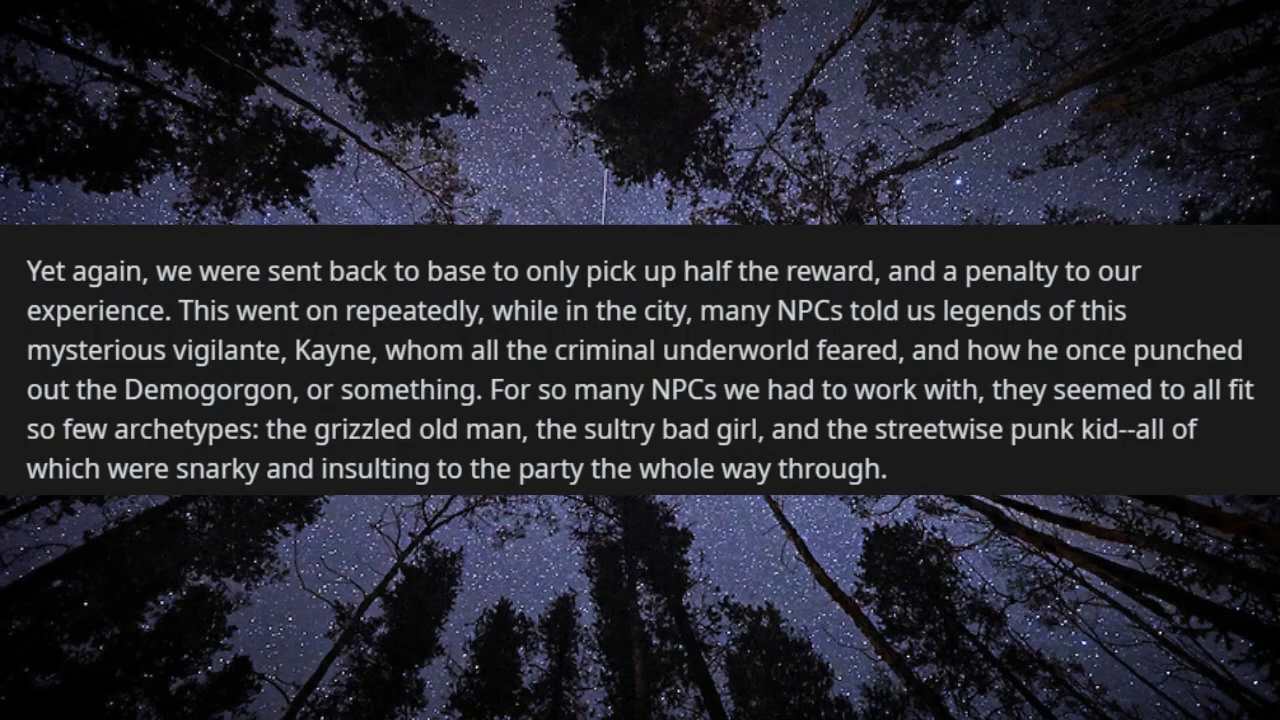 Yet again, we were sent back to base to only pick up half the reward, and a penalty to our
experience. This went on repeatedly, while in the city, many NPCs told us legends of this
mysterious vigilante, Kayne, whom all the criminal underworld feared, and how he once punched
out the Demogorgon, or something. For so many NPCs we had to work with, they seemed to all fit
so few archetypes: the grizzled old man, the sultry bad girl, and the streetwise punk kid--all of
which were snarky and insulting to the party the whole way through.